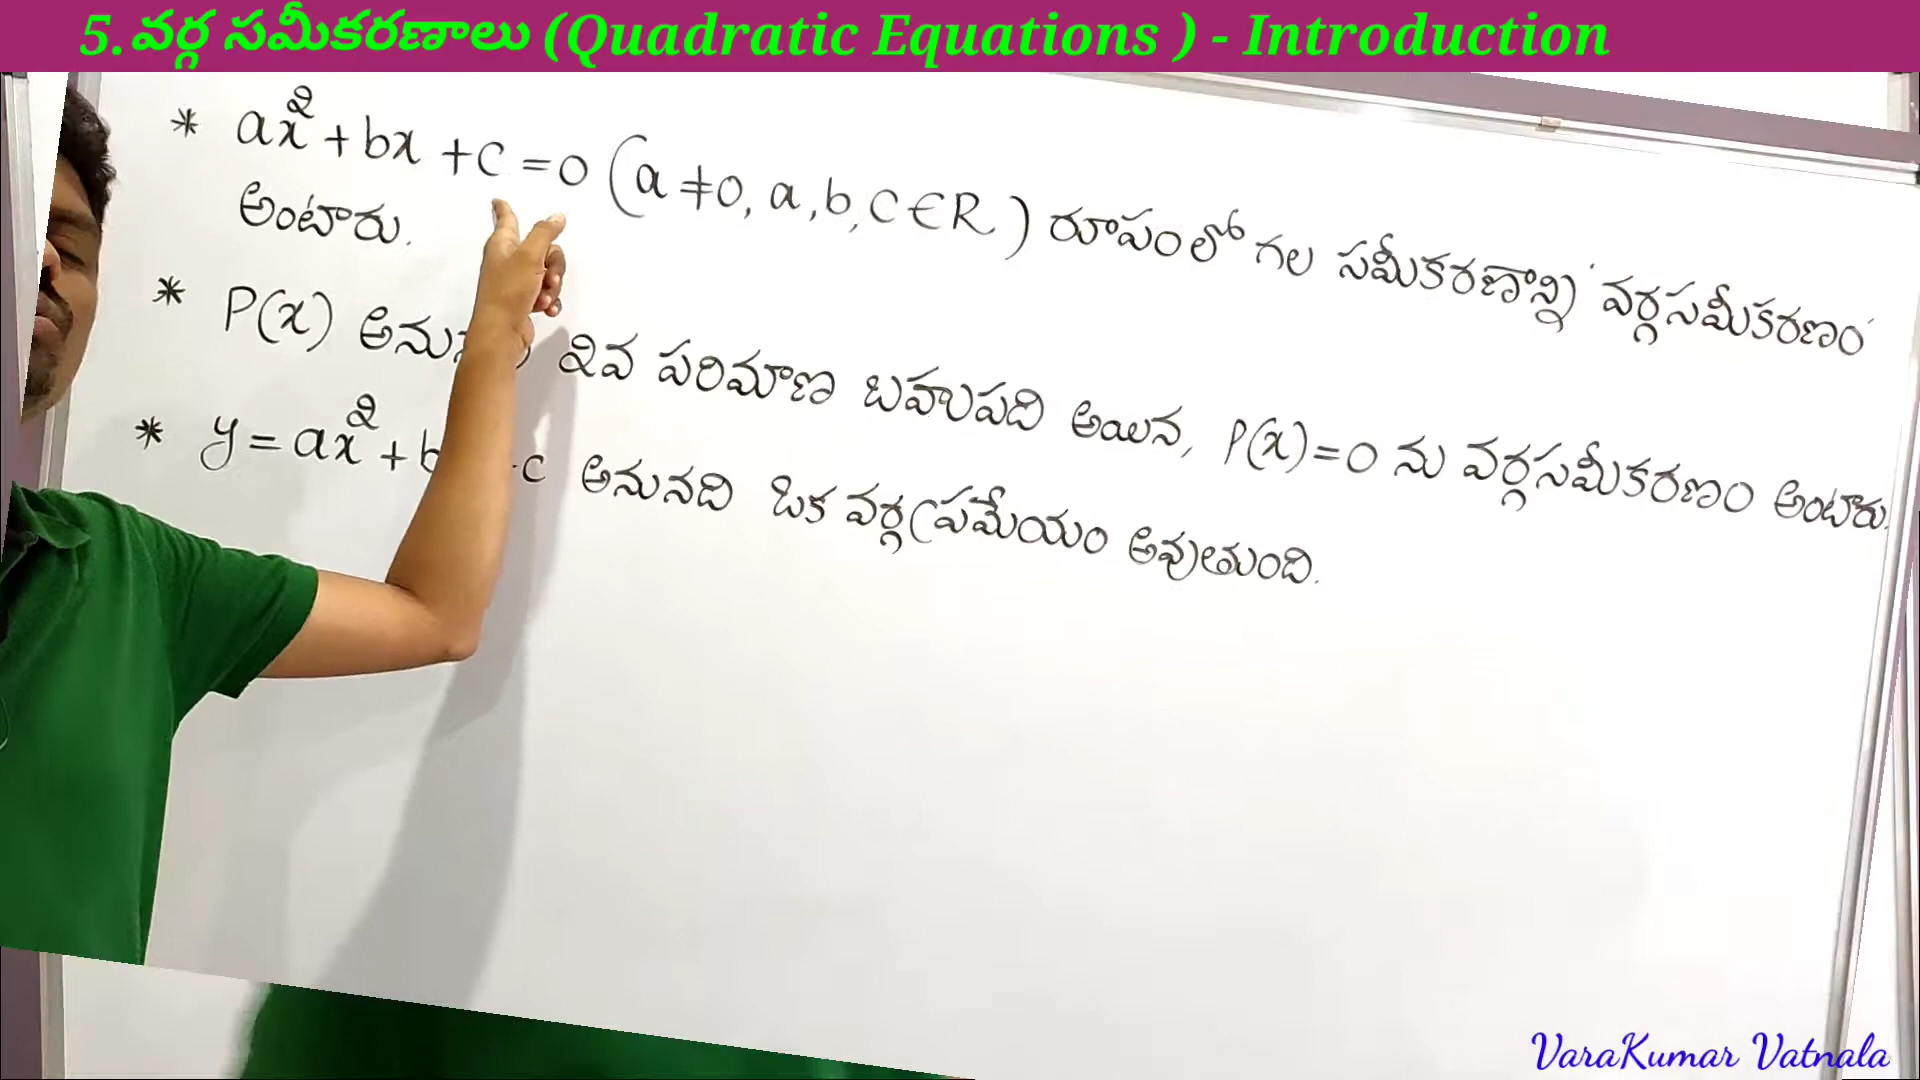 5. వర్గ సమీకరణాలు (Quadratic Equations ) - Introduction
* ax² + bx + c = 0 (a ≠ 0, a, b, c ∈ R ) రూపంలో గల సమీకరణాన్ని 'వర్గసమీకరణం'
అంటారు.
* P(x) 2వ పరిమాణ బహుపది అయిన, P(x)=0 ను వర్గసమీకరణం అంటారు.
* y = ax² + b c అనునది ఒక వర్గప్రమేయం అవుతుంది.
VaraKumar Vatnala